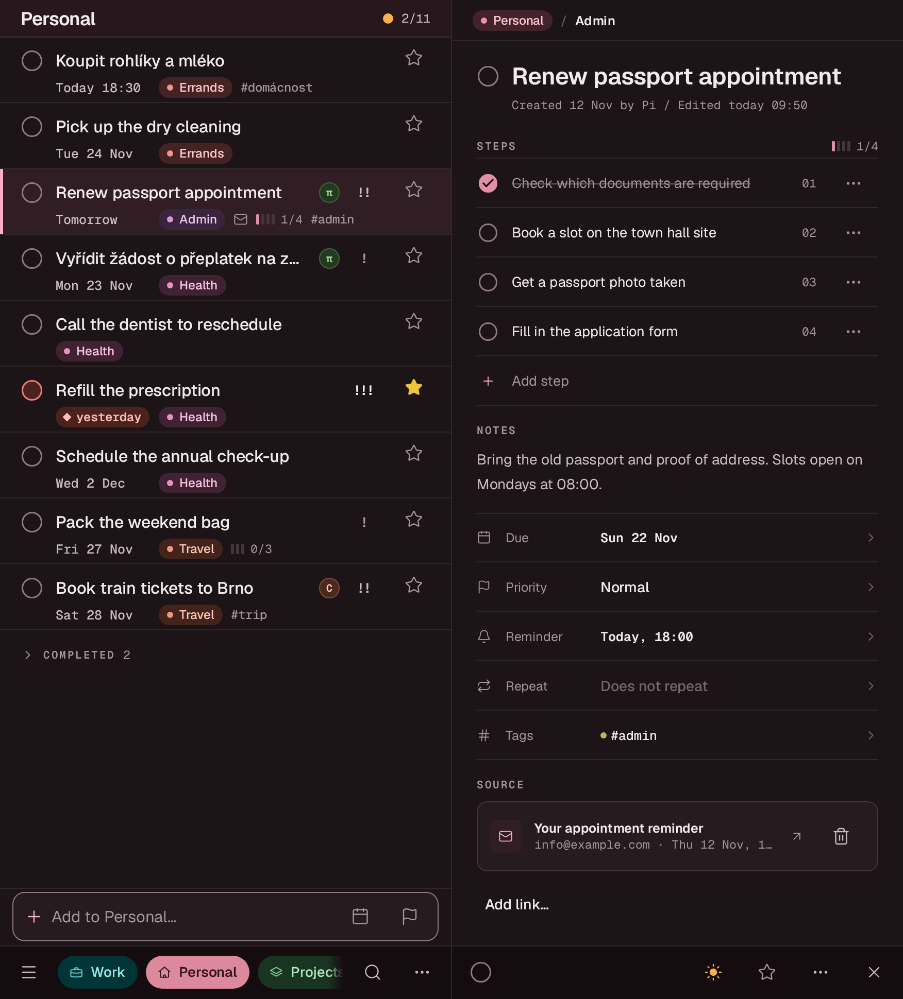 Personal
2/11
Koupit rohlíky a mléko
Today 18:30 Errands #domácnost
Pick up the dry cleaning
Tue 24 Nov Errands
Renew passport appointment π !!
Tomorrow Admin 1/4 #admin
Vyřídit žádost o přeplatek na z… π !
Mon 23 Nov Health
Call the dentist to reschedule
Health
Refill the prescription !!!
yesterday Health
Schedule the annual check-up
Wed 2 Dec Health
Pack the weekend bag !
Fri 27 Nov Travel 0/3
Book train tickets to Brno C !!
Sat 28 Nov Travel #trip
COMPLETED 2
Add to Personal…
Work Personal Projects
Personal / Admin
Renew passport appointment
Created 12 Nov by Pi / Edited today 09:50
STEPS 1/4
Check which documents are required 01
Book a slot on the town hall site 02
Get a passport photo taken 03
Fill in the application form 04
Add step
NOTES
Bring the old passport and proof of address. Slots open on
Mondays at 08:00.
Due Sun 22 Nov
Priority Normal
Reminder Today, 18:00
Repeat Does not repeat
Tags #admin
SOURCE
Your appointment reminder
info@example.com · Thu 12 Nov, 1…
Add link…